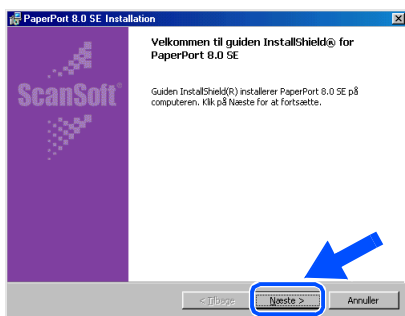 PaperPort 8.0 SE Installation
Velkommen til guiden InstallShield® for
PaperPort 8.0 SE
ScanSoft®
Guiden InstallShield(R) installerer PaperPort 8.0 SE på
computeren. Klik på Næste for at fortsætte.
< Tilbage
Næste >
Annuller